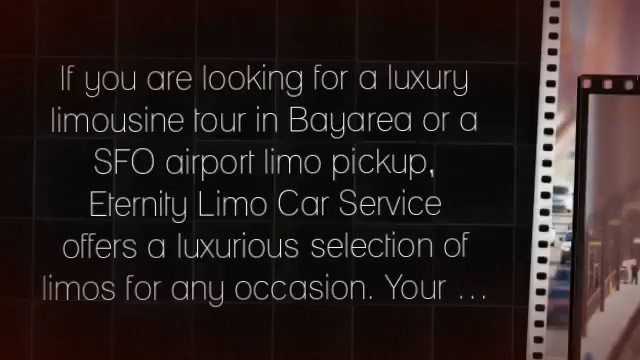 If you are looking for a luxury
limousine tour in Bayarea or a
SFO airport limo pickup,
Eternity Limo Car Service
offers a luxurious selection of
limos for any occasion. Your ...